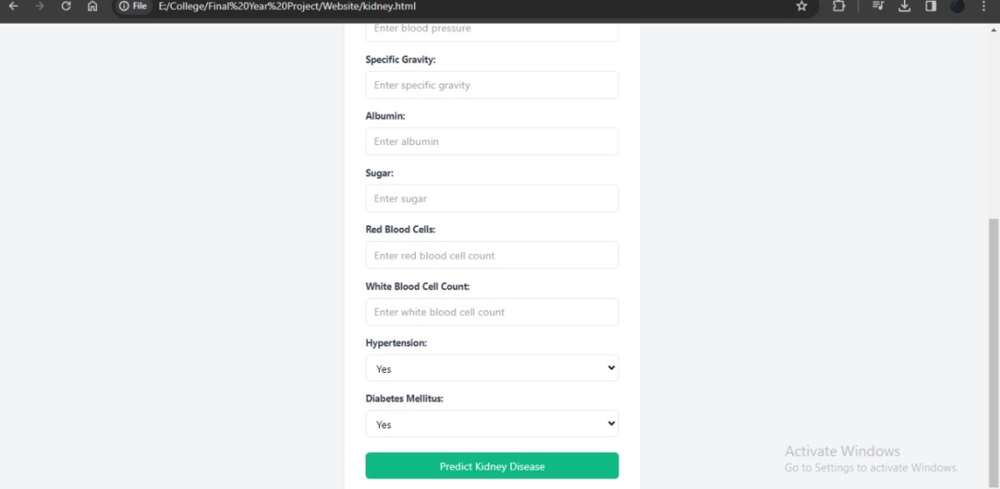 File E:/College/Final%20Year%20Project/Website/kidney.html
Enter blood pressure
Specific Gravity:
Enter specific gravity
Albumin:
Enter albumin
Sugar:
Enter sugar
Red Blood Cells:
Enter red blood cell count
White Blood Cell Count:
Enter white blood cell count
Hypertension:
Yes
Diabetes Mellitus:
Yes
Predict Kidney Disease
Activate Windows
Go to Settings to activate Windows.